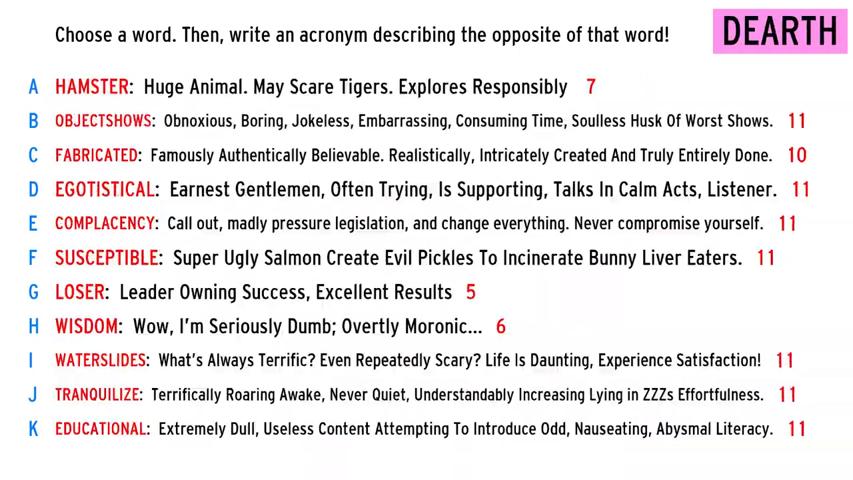 Choose a word. Then, write an acronym describing the opposite of that word!
DEARTH
A HAMSTER: Huge Animal. May Scare Tigers. Explores Responsibly 7
B OBJECTSHOWS: Obnoxious, Boring, Jokeless, Embarrassing, Consuming Time, Soulless Husk Of Worst Shows. 11
C FABRICATED: Famously Authentically Believable. Realistically, Intricately Created And Truly Entirely Done. 10
D EGOTISTICAL: Earnest Gentlemen, Often Trying, Is Supporting, Talks In Calm Acts, Listener. 11
E COMPLACENCY: Call out, madly pressure legislation, and change everything. Never compromise yourself. 11
F SUSCEPTIBLE: Super Ugly Salmon Create Evil Pickles To Incinerate Bunny Liver Eaters. 11
G LOSER: Leader Owning Success, Excellent Results 5
H WISDOM: Wow, I'm Seriously Dumb; Overtly Moronic... 6
I WATERSLIDES: What's Always Terrific? Even Repeatedly Scary? Life Is Daunting, Experience Satisfaction! 11
J TRANQUILIZE: Terrifically Roaring Awake, Never Quiet, Understandably Increasing Lying in ZZZs Effortfulness. 11
K EDUCATIONAL: Extremely Dull, Useless Content Attempting To Introduce Odd, Nauseating, Abysmal Literacy. 11